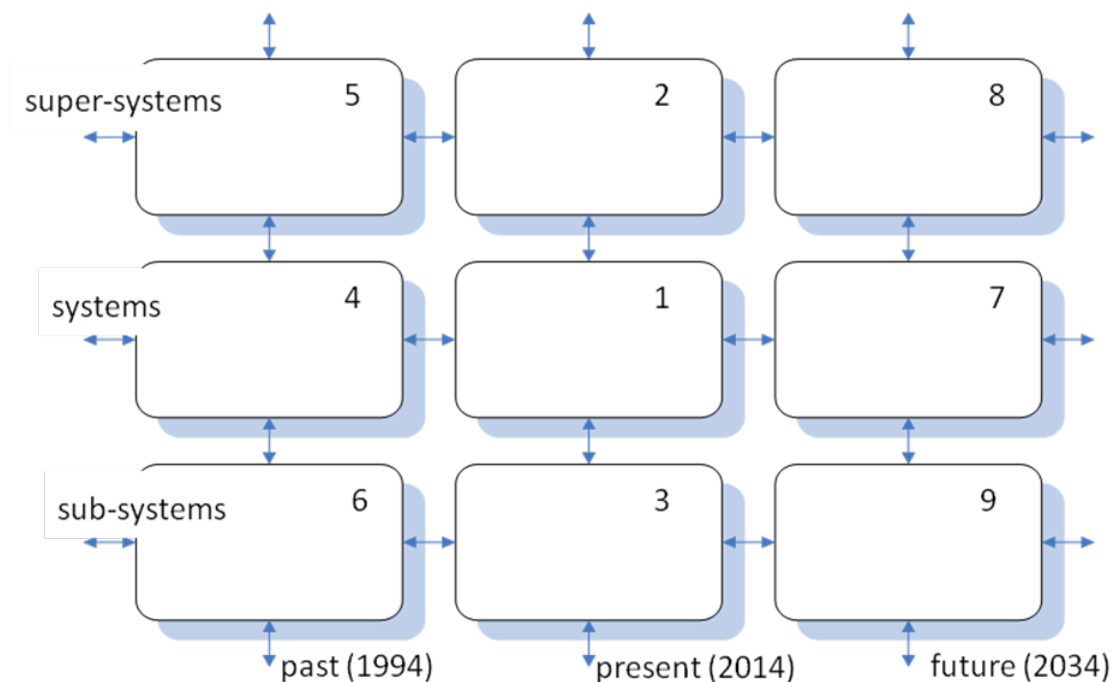 super-systems 5 2 8
systems 4 1 7
sub-systems 6 3 9
past (1994) present (2014) future (2034)